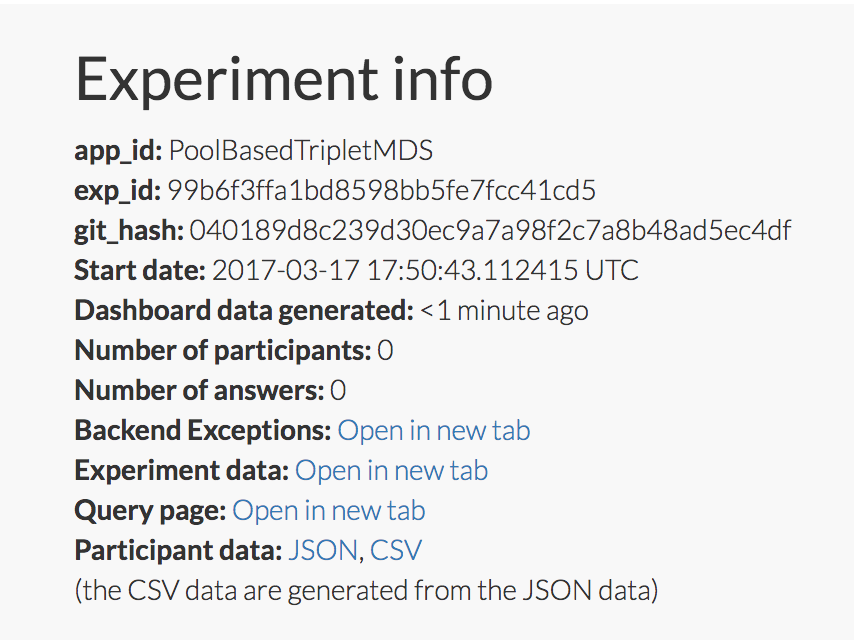 Experiment info
app_id: PoolBasedTripletMDS
exp_id: 99b6f3ffa1bd8598bb5fe7fcc41cd5
git_hash: 040189d8c239d30ec9a7a98f2c7a8b48ad5ec4df
Start date: 2017-03-17 17:50:43.112415 UTC
Dashboard data generated: <1 minute ago
Number of participants: 0
Number of answers: 0
Backend Exceptions: Open in new tab
Experiment data: Open in new tab
Query page: Open in new tab
Participant data: JSON, CSV
(the CSV data are generated from the JSON data)